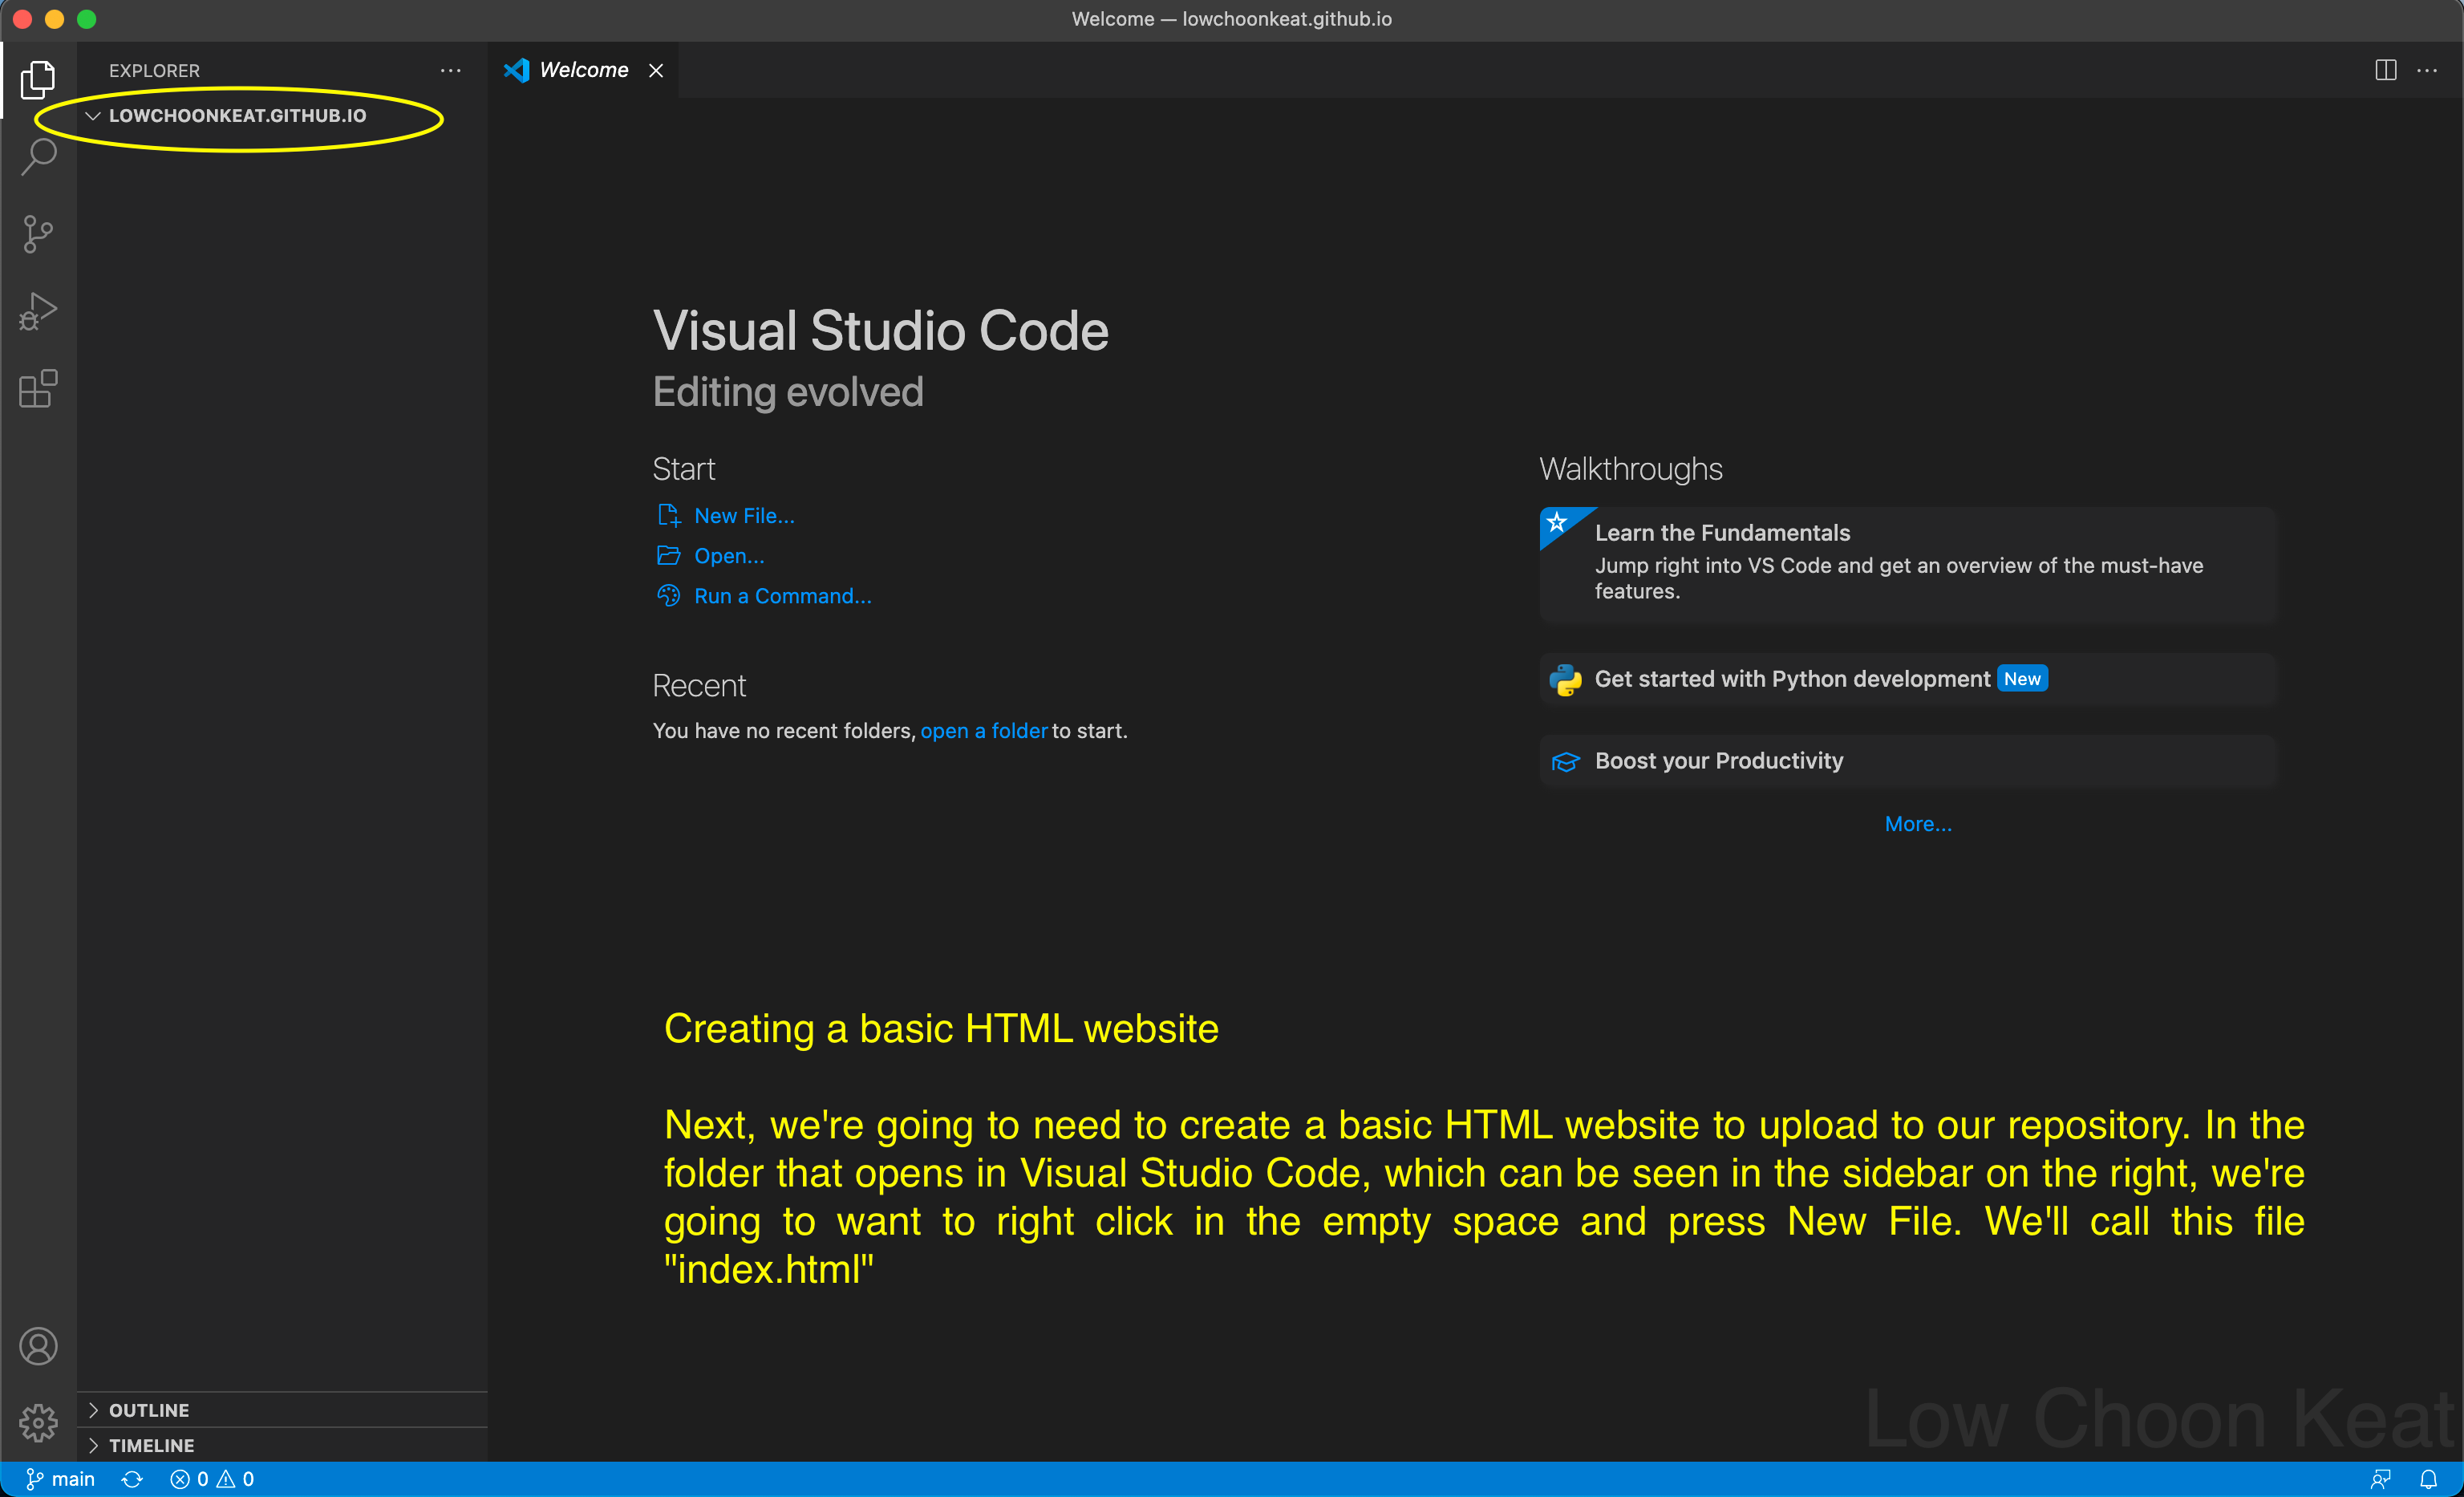 Welcome — lowchoonkeat.github.io
EXPLORER
Welcome
LOWCHOONKEAT.GITHUB.IO
Visual Studio Code
Editing evolved
Start
New File...
Open...
Run a Command...
Recent
You have no recent folders, open a folder to start.
Walkthroughs
Learn the Fundamentals
Jump right into VS Code and get an overview of the must-have
features.
Get started with Python development New
Boost your Productivity
More...
Creating a basic HTML website
Next, we're going to need to create a basic HTML website to upload to our repository. In the
folder that opens in Visual Studio Code, which can be seen in the sidebar on the right, we're
going to want to right click in the empty space and press New File. We'll call this file
"index.html"
OUTLINE
TIMELINE
Low Choon Keat
main 0 0